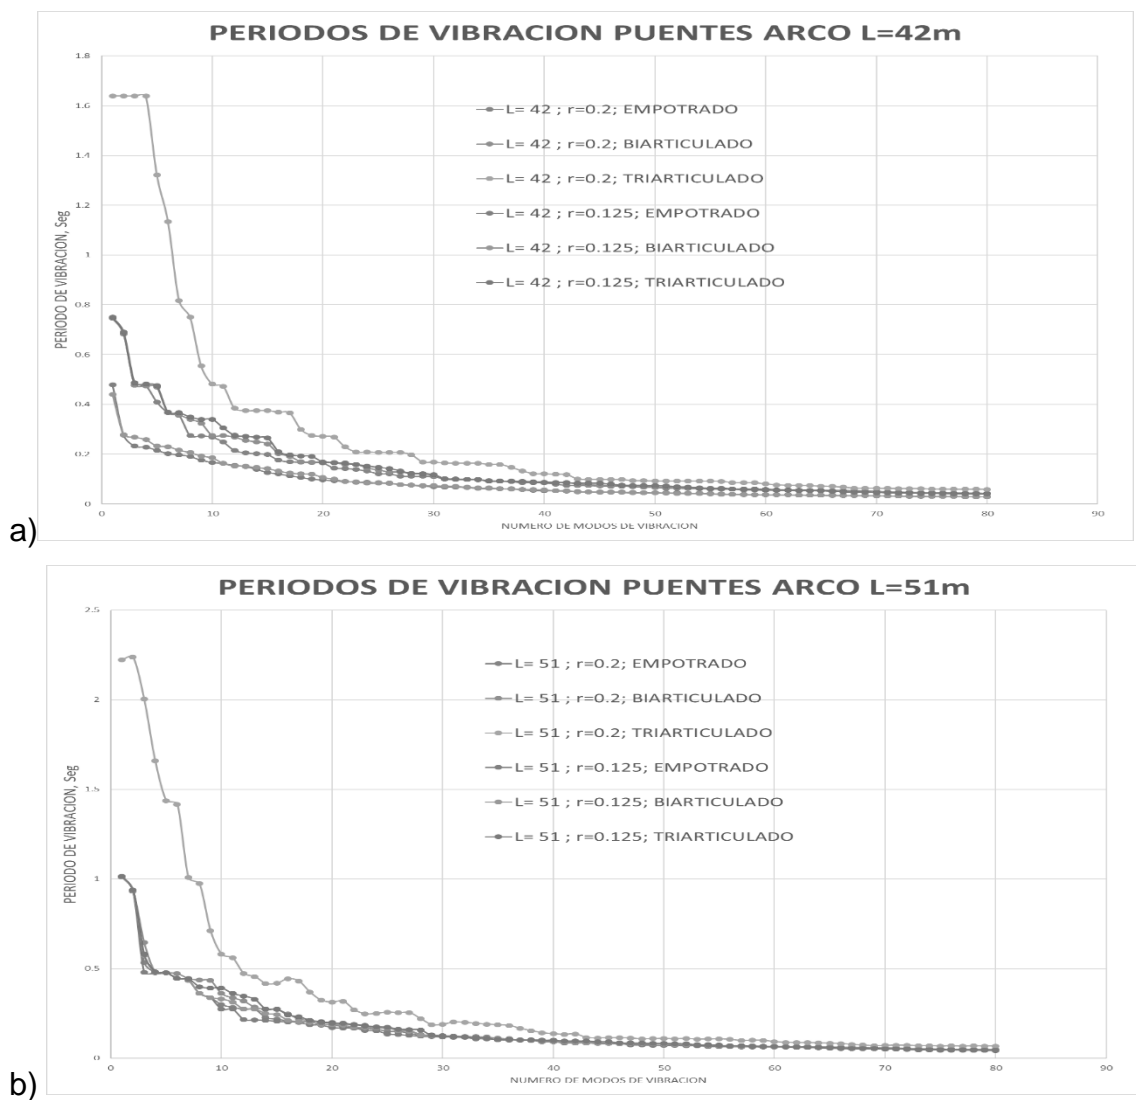 PERIODOS DE VIBRACION PUENTES ARCO L=42m
1.8
1.6
1.4
1.2
1
0.8
0.6
0.4
0.2
0
PERIODO DE VIBRACION, Seg
L= 42 ; r=0.2; EMPOTRADO
L= 42 ; r=0.2; BIARTICULADO
L= 42 ; r=0.2; TRIARTICULADO
L= 42 ; r=0.125; EMPOTRADO
L= 42 ; r=0.125; BIARTICULADO
L= 42 ; r=0.125; TRIARTICULADO
0 10 20 30 40 50 60 70 80 90
NUMERO DE MODOS DE VIBRACION
a)
PERIODOS DE VIBRACION PUENTES ARCO L=51m
2.5
2
1.5
1
0.5
0
PERIODO DE VIBRACION, Seg
L= 51 ; r=0.2; EMPOTRADO
L= 51 ; r=0.2; BIARTICULADO
L= 51 ; r=0.2; TRIARTICULADO
L= 51 ; r=0.125; EMPOTRADO
L= 51 ; r=0.125; BIARTICULADO
L= 51 ; r=0.125; TRIARTICULADO
0 10 20 30 40 50 60 70 80 90
NUMERO DE MODOS DE VIBRACION
b)